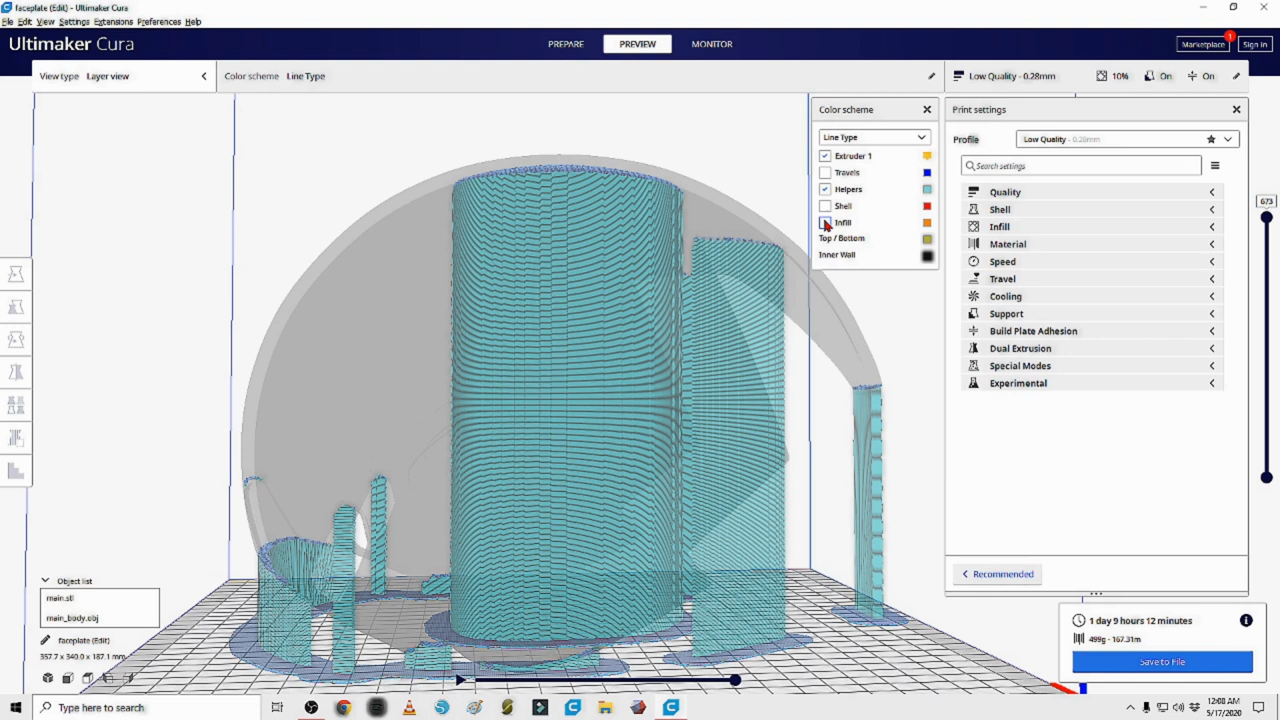 faceplate (Edit) - Ultimaker Cura
File Edit View Settings Extensions Preferences Help
Ultimaker Cura
PREPARE
PREVIEW
MONITOR
Marketplace
1
Sign in
View type Layer view
Color scheme Line Type
Low Quality - 0.28mm
10%
On
On
Color scheme
Line Type
Extruder 1
Travels
Helpers
Shell
Infill
Top / Bottom
Inner Wall
Print settings
Profile
Low Quality - 0.28mm
Search settings
Quality
Shell
Infill
Material
Speed
Travel
Cooling
Support
Build Plate Adhesion
Dual Extrusion
Special Modes
Experimental
673
Recommended
Object list
main.stl
main_body.obj
faceplate (Edit)
357.7 x 340.0 x 187.1 mm
1 day 9 hours 12 minutes
499g - 167.31m
Save to File
Type here to search
12:08 AM
5/17/2020